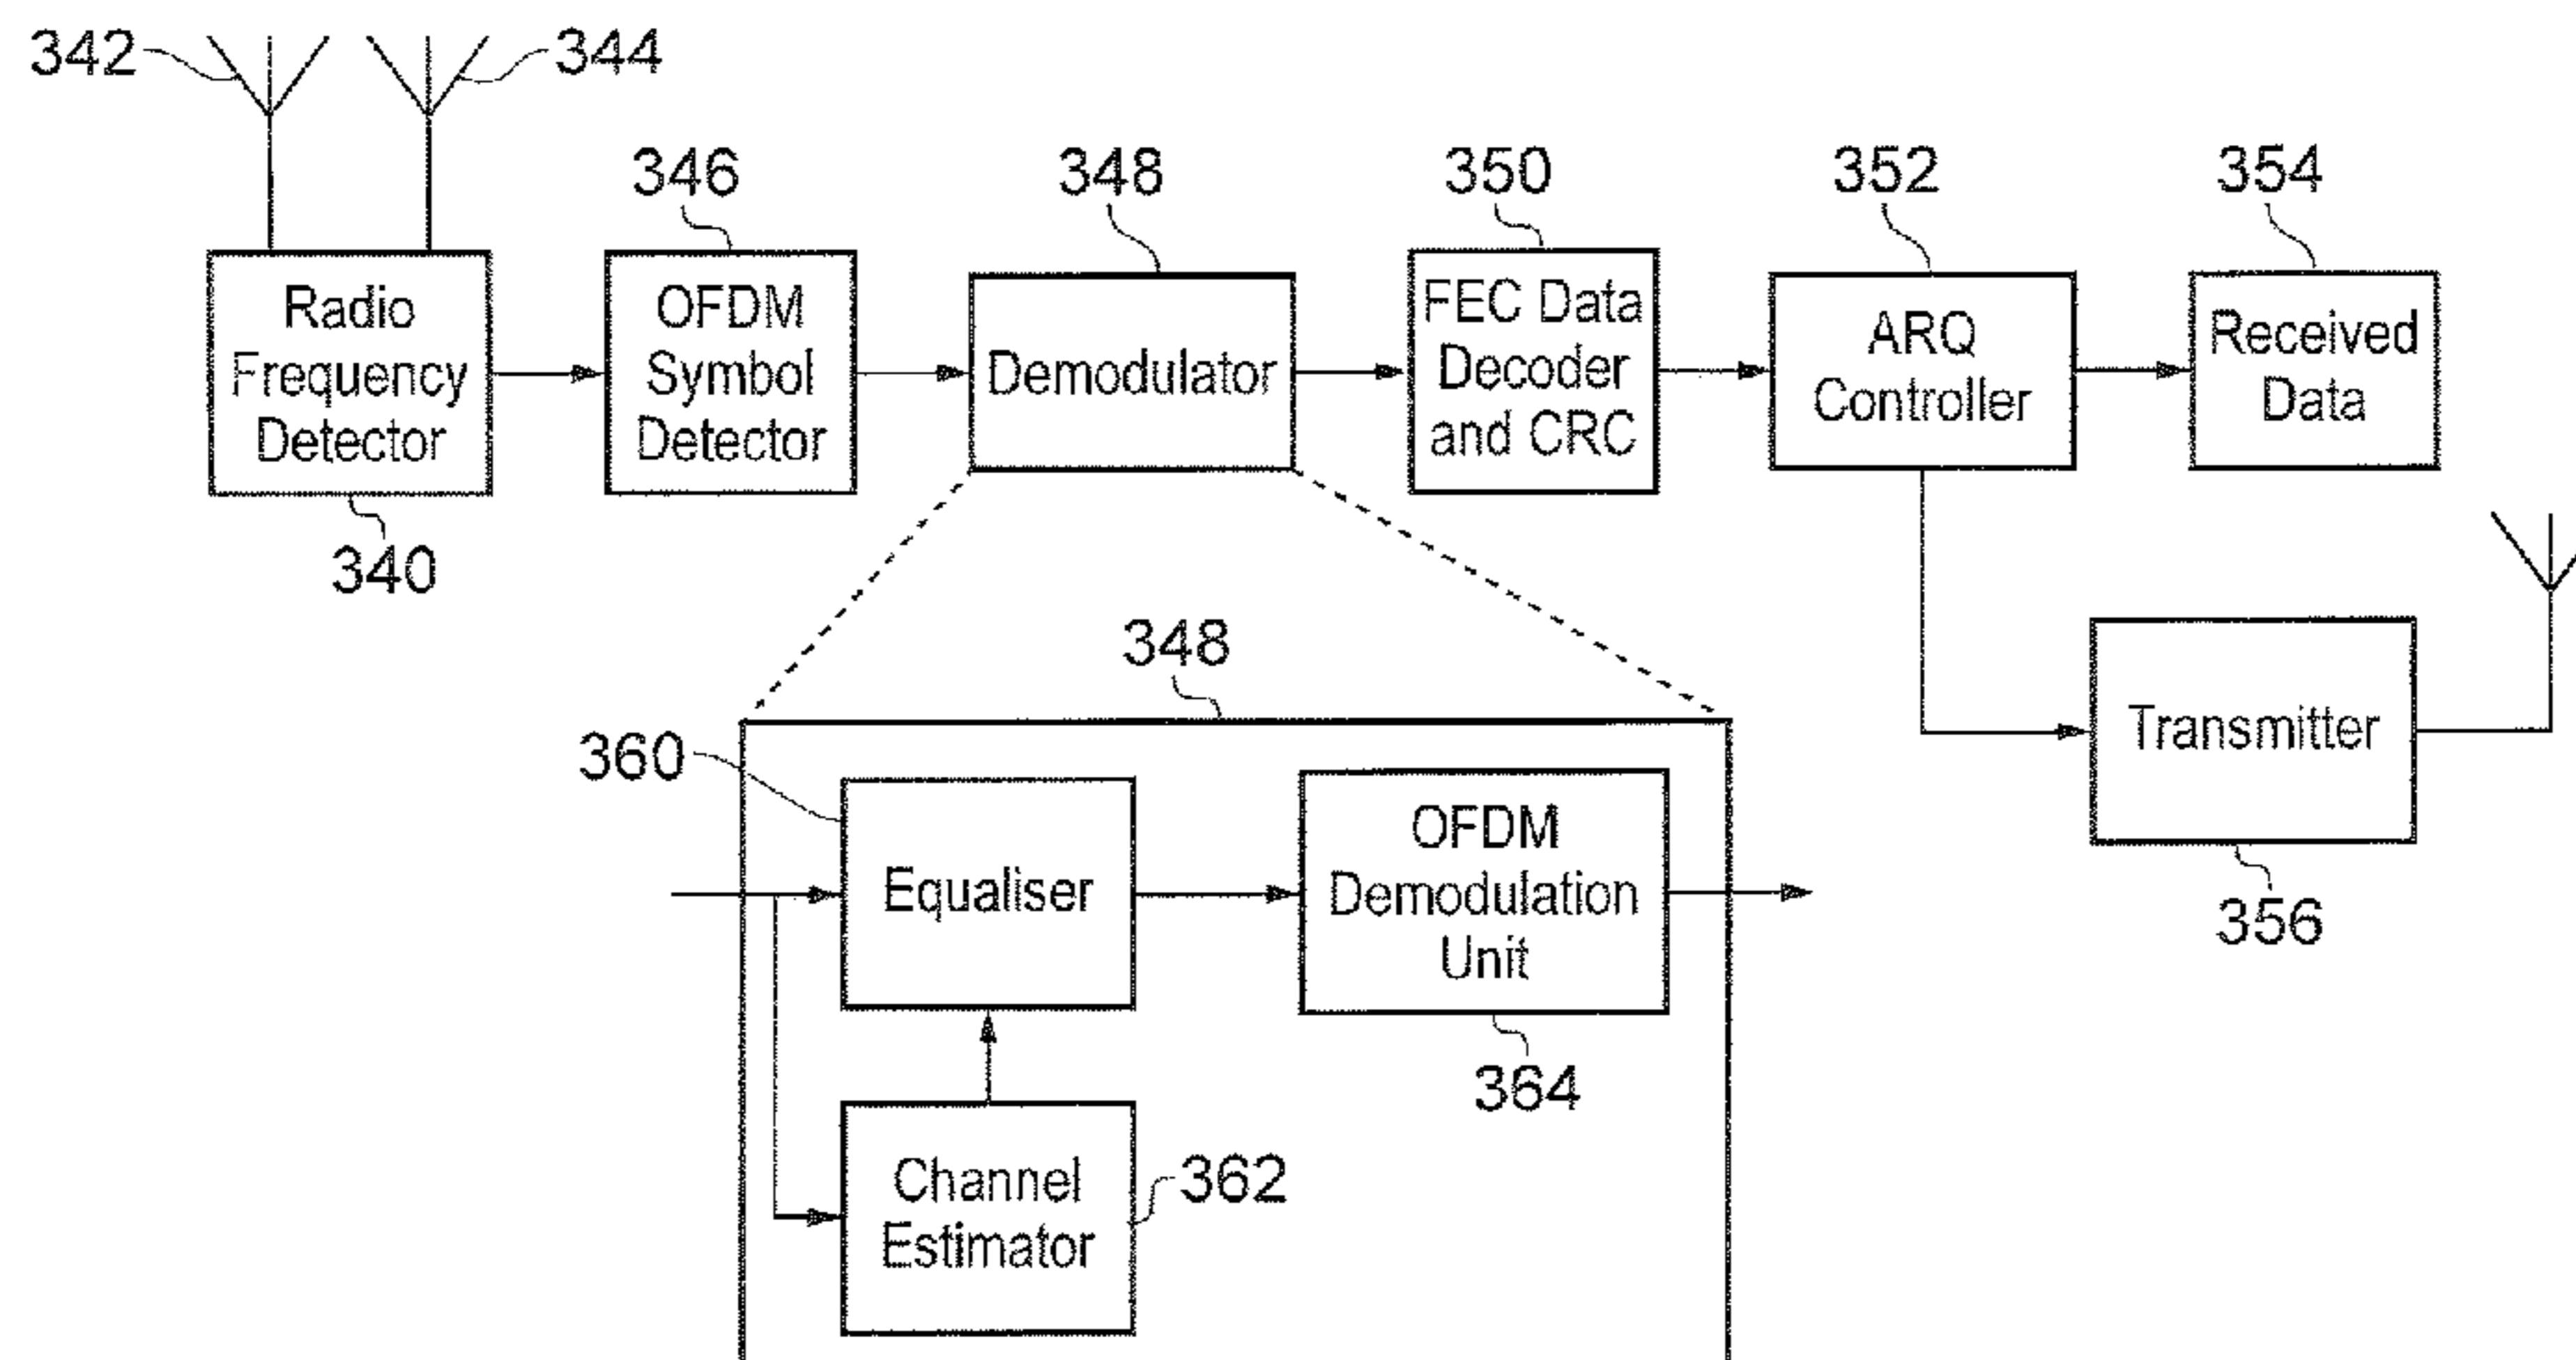 342
344
346
348
350
352
354
Radio
Frequency
Detector
OFDM
Symbol
Detector
Demodulator
FEC Data
Decoder
and CRC
ARQ
Controller
Received
Data
340
348
Transmitter
356
360
Equaliser
OFDM
Demodulation
Unit
364
Channel
Estimator
362